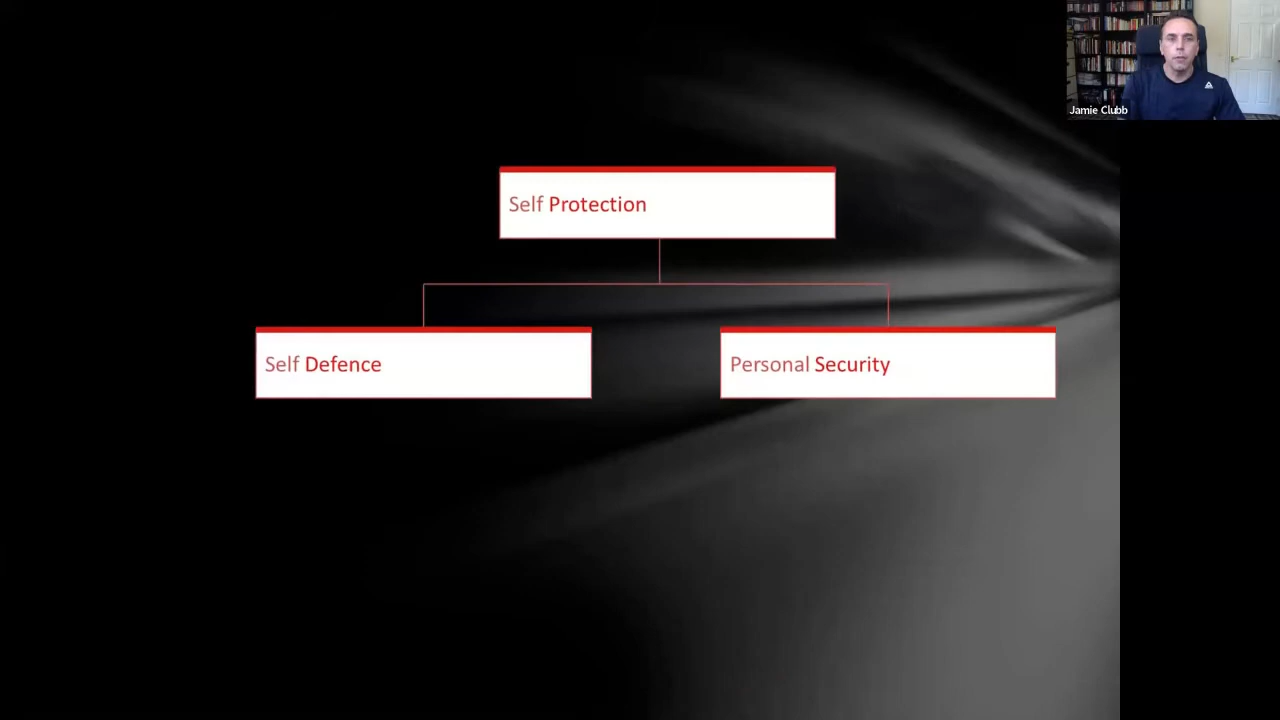 Jamie Clubb
Self Protection
Self Defence
Personal Security